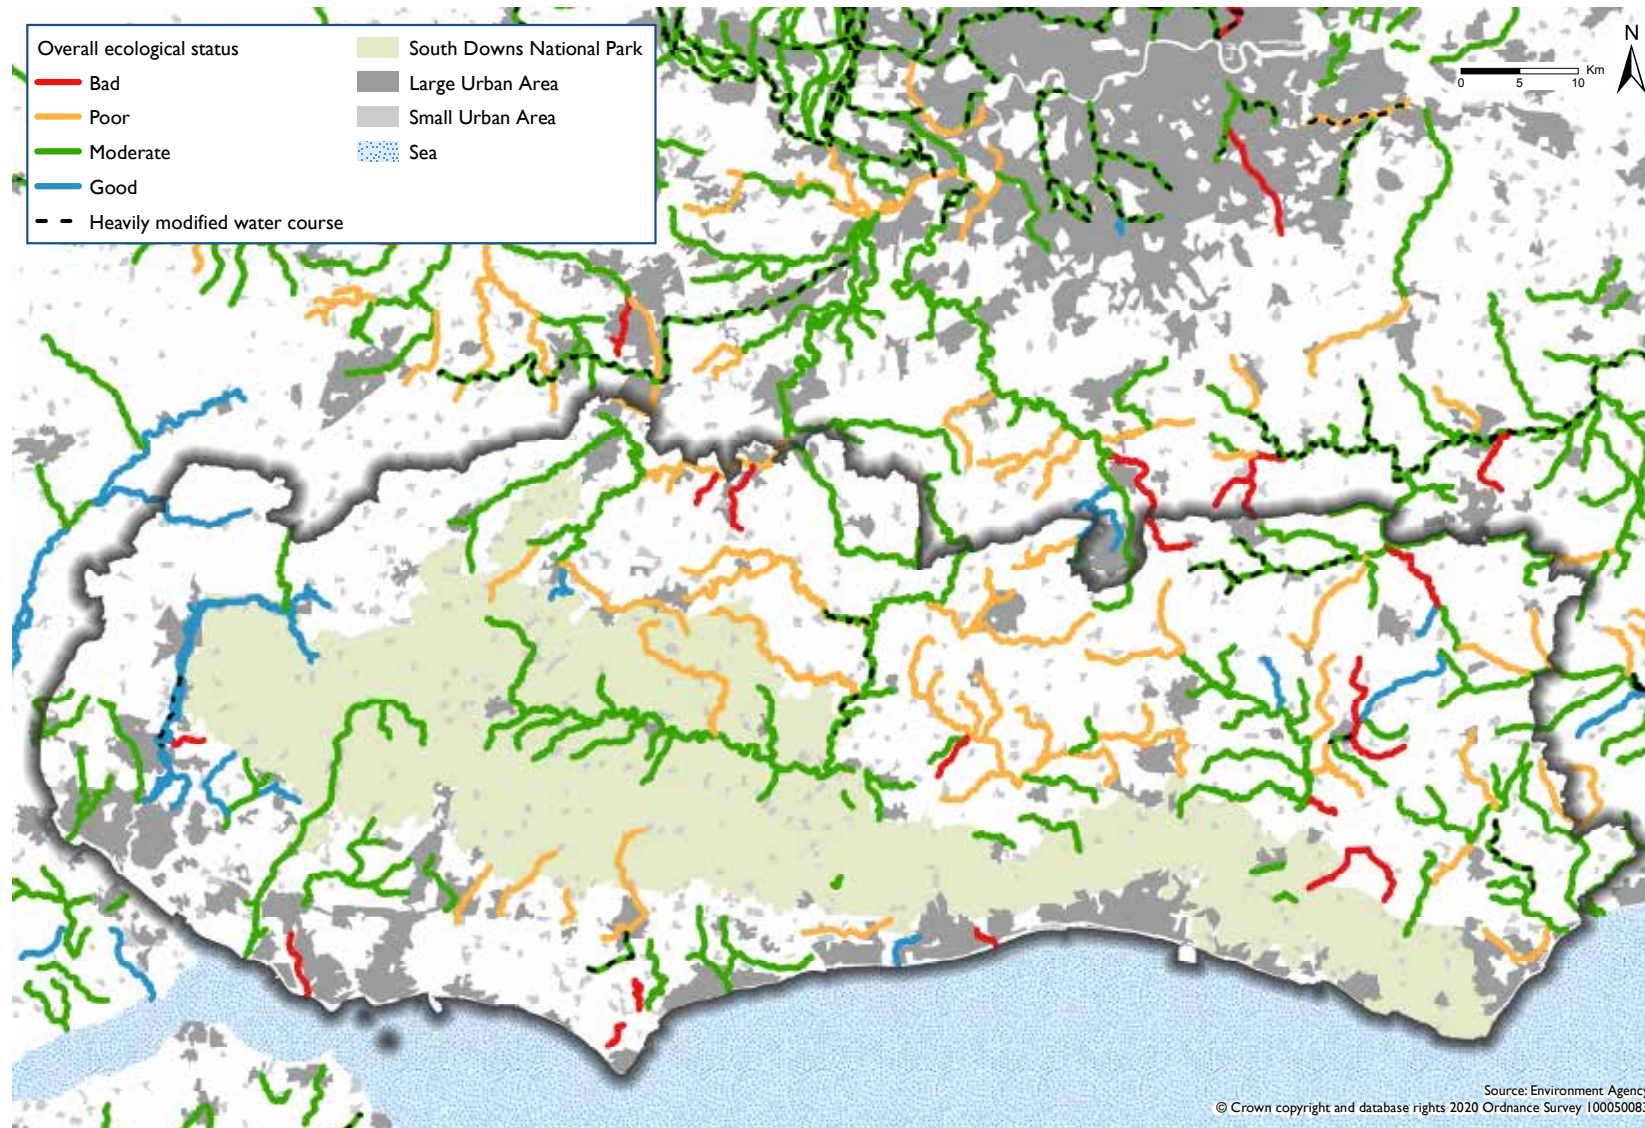 Overall ecological status
Bad
Poor
Moderate
Good
Heavily modified water course
South Downs National Park
Large Urban Area
Small Urban Area
Sea
N
Km
0 5 10
Source: Environment Agency
© Crown copyright and database rights 2020 Ordnance Survey 100050083